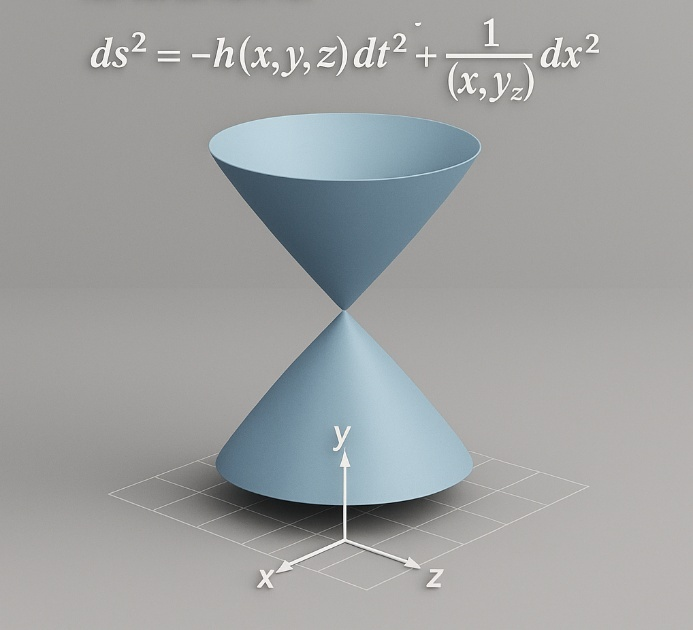 ds² = −h(x,y,z)dt² + 1/(x,y_z) dx²
y
x
z